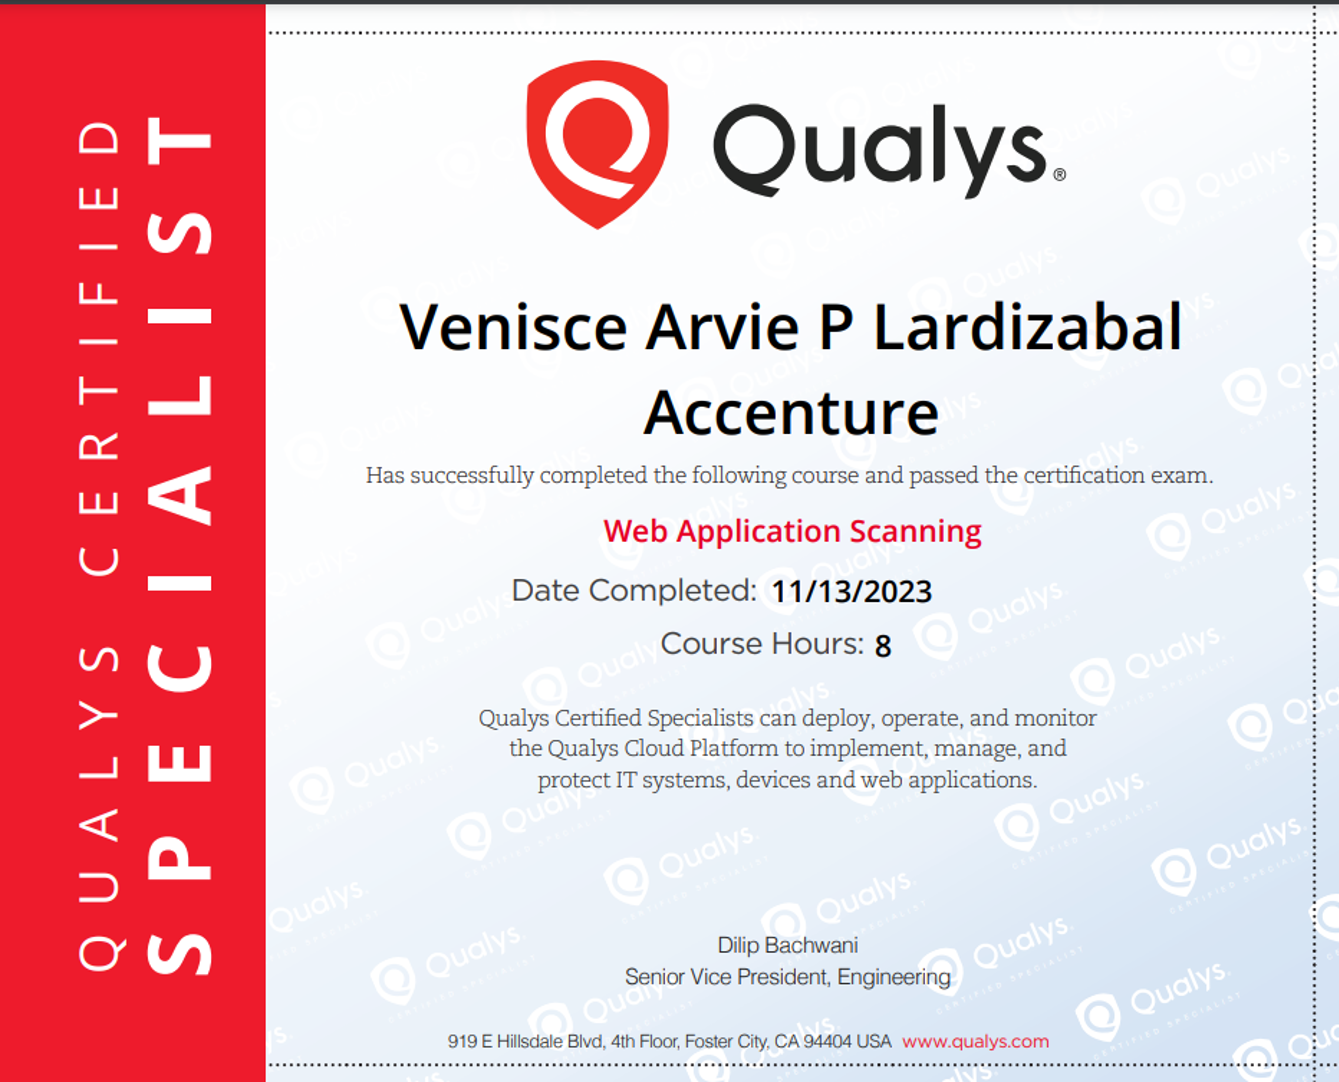 QUALYS CERTIFIED
SPECIALIST
Qualys®
Venisce Arvie P Lardizabal
Accenture
Has successfully completed the following course and passed the certification exam.
Web Application Scanning
Date Completed: 11/13/2023
Course Hours: 8
Qualys Certified Specialists can deploy, operate, and monitor
the Qualys Cloud Platform to implement, manage, and
protect IT systems, devices and web applications.
Dilip Bachwani
Senior Vice President, Engineering
919 E Hillsdale Blvd, 4th Floor, Foster City, CA 94404 USA www.qualys.com